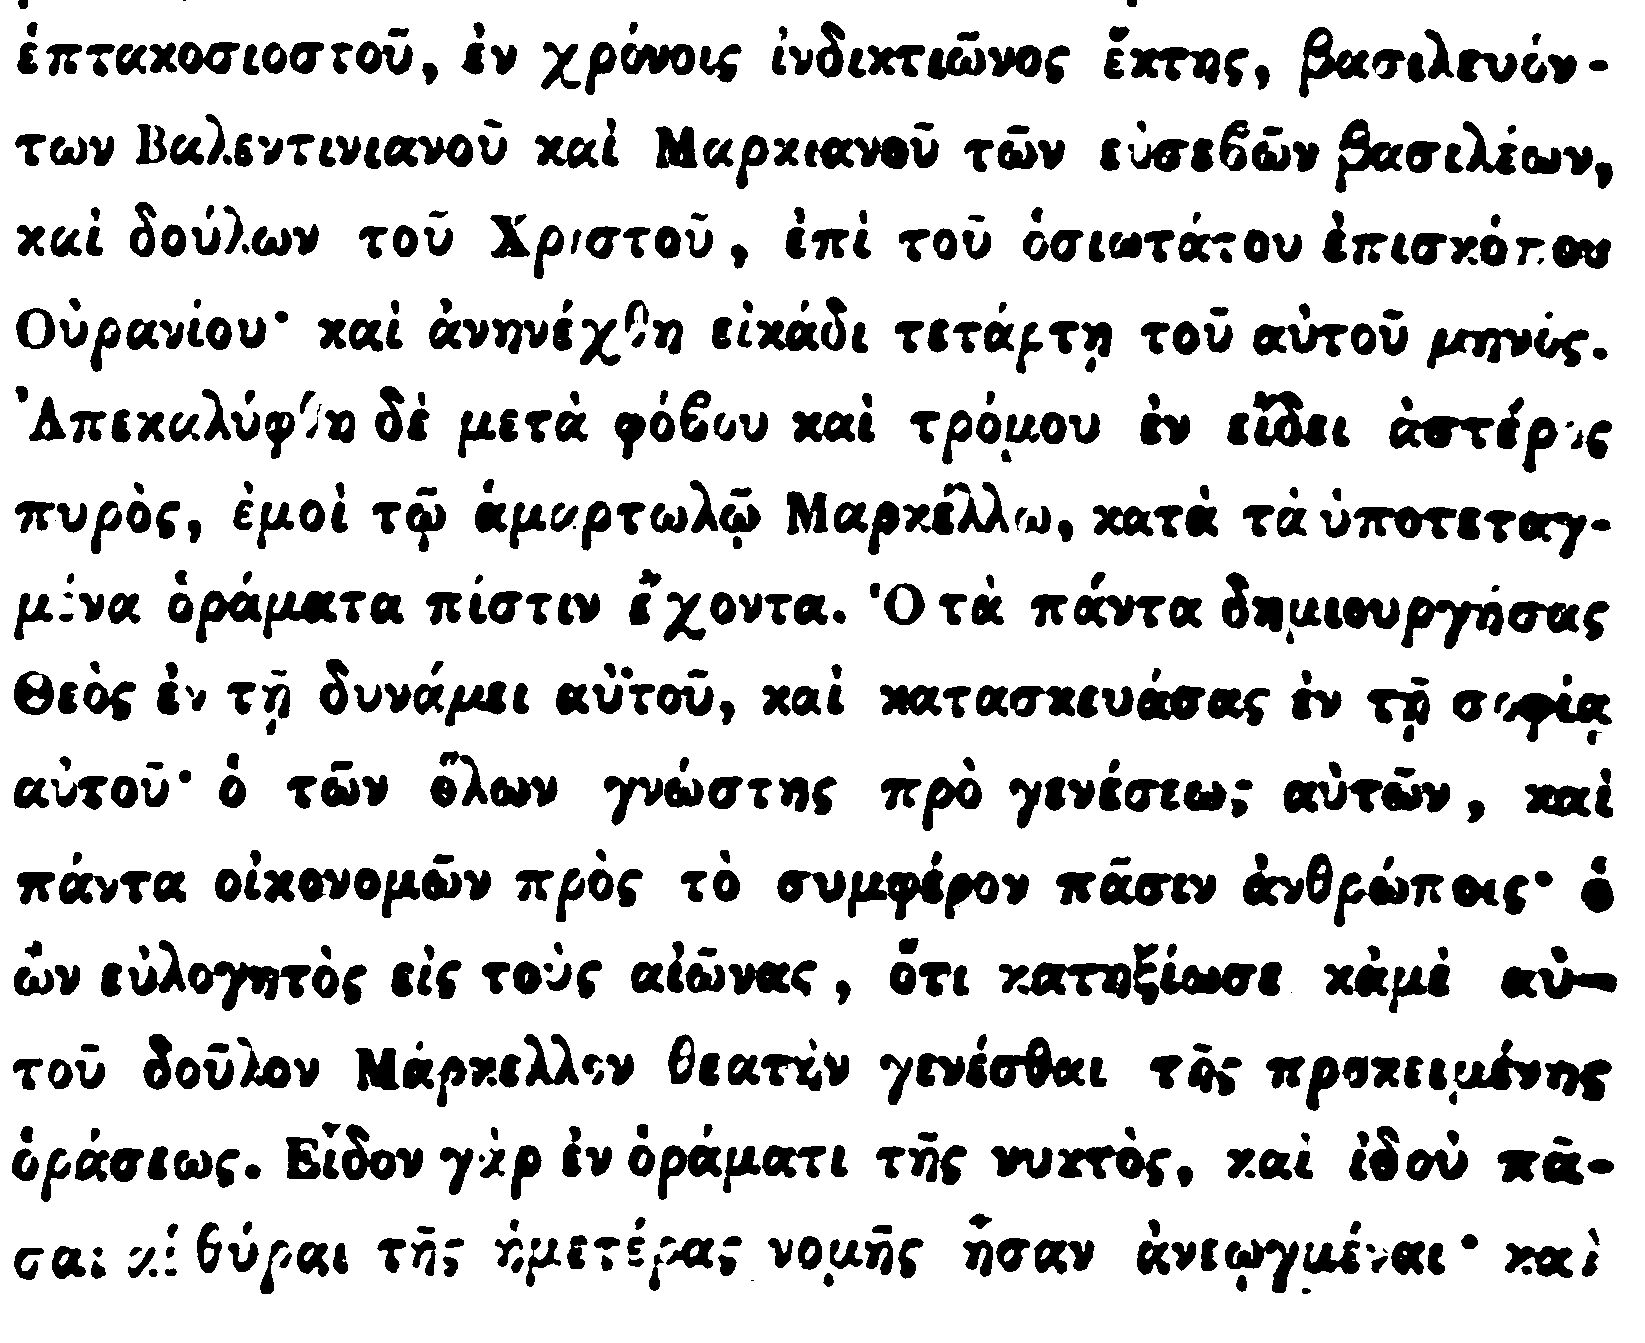 ἑπτακοσιοστοῦ, ἐν χρόνοις ἰνδικτιῶνος ἕκτης, βασιλευόν-
των Βαλεντινιανοῦ καὶ Μαρκιανοῦ τῶν εὐσεβῶν βασιλέων,
καὶ δούλων τοῦ Χριστοῦ, ἐπὶ τοῦ ὁσιωτάτου ἐπισκόπου
Οὐρανίου· καὶ ἀνηνέχθη εἰκάδι τετάρτῃ τοῦ αὐτοῦ μηνός.
Ἀπεκαλύφθη δὲ μετὰ φόβου καὶ τρόμου ἐν εἴδει ἀστέρος
πυρὸς, ἐμοὶ τῷ ἁμαρτωλῷ Μαρκέλλω, κατὰ τὰ ὑποτεταγ-
μένα ὁράματα πίστιν ἔχοντα. Ὁ τὰ πάντα δημιουργήσας
Θεὸς ἐν τῇ δυνάμει αὐτοῦ, καὶ κατασκευάσας ἐν τῇ σοφίᾳ
αὐτοῦ· ὁ τῶν ὅλων γνώστης πρὸ γενέσεως αὐτῶν, καὶ
πάντα οἰκονομῶν πρὸς τὸ συμφέρον πᾶσιν ἀνθρώποις· ὁ
ὢν εὐλογητὸς εἰς τοὺς αἰῶνας, ὅτι κατηξίωσε κἀμὲ αὐ-
τοῦ δοῦλον Μάρκελλον θεατὴν γενέσθαι τῆς προκειμένης
ὁράσεως. Εἶδον γὰρ ἐν ὁράματι τῆς νυκτὸς, καὶ ἰδοὺ πᾶ-
σαι αἱ θύραι τῆς ἡμετέρας νομῆς ἦσαν ἀνεῳγμέναι· καὶ